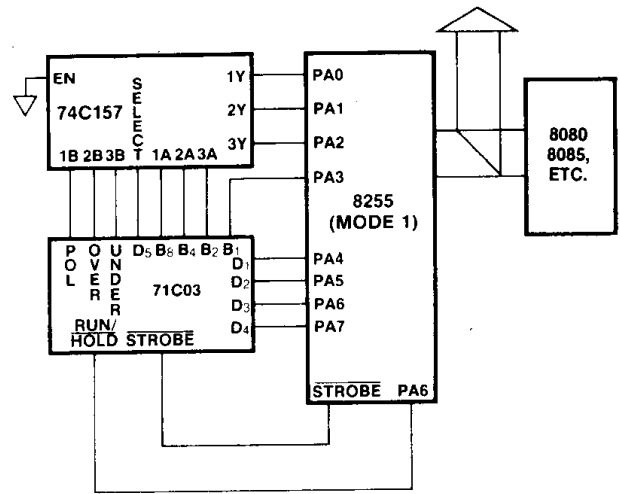 EN
74C157
SELECT
1Y
2Y
3Y
1B 2B 3B 1A 2A 3A
PA0
PA1
PA2
PA3
8255
(MODE 1)
PA4
PA5
PA6
PA7
STROBE PA6
8080
8085,
ETC.
POL
OVER
UNDER
D5 B8 B4 B2 B1
D1
D2
D3
D4
71C03
RUN/
HOLD STROBE